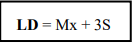 LD = Mx + 3S